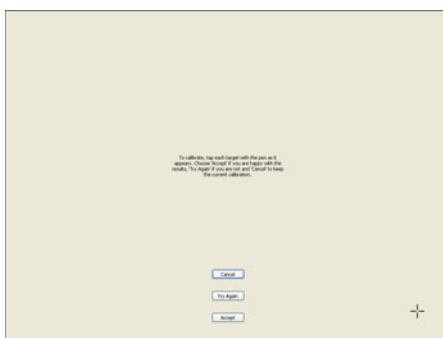 To calibrate, tap each target with the pen as it
appears. Choose 'Accept' if you are happy with the
results, 'Try Again' if you are not and 'Cancel' to keep
the current calibration.
Cancel
Try Again
Accept